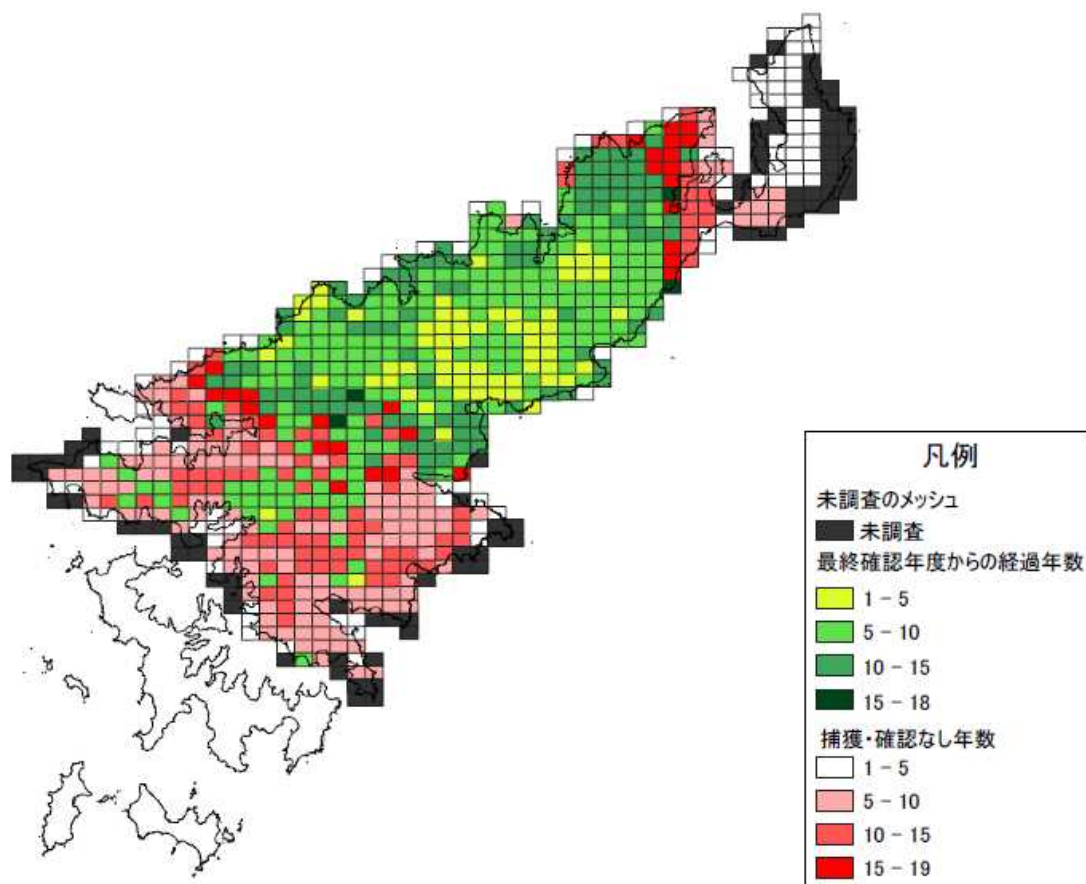 凡例
未調査のメッシュ
未調査
最終確認年度からの経過年数
1 - 5
5 - 10
10 - 15
15 - 18
捕獲・確認なし年数
1 - 5
5 - 10
10 - 15
15 - 19